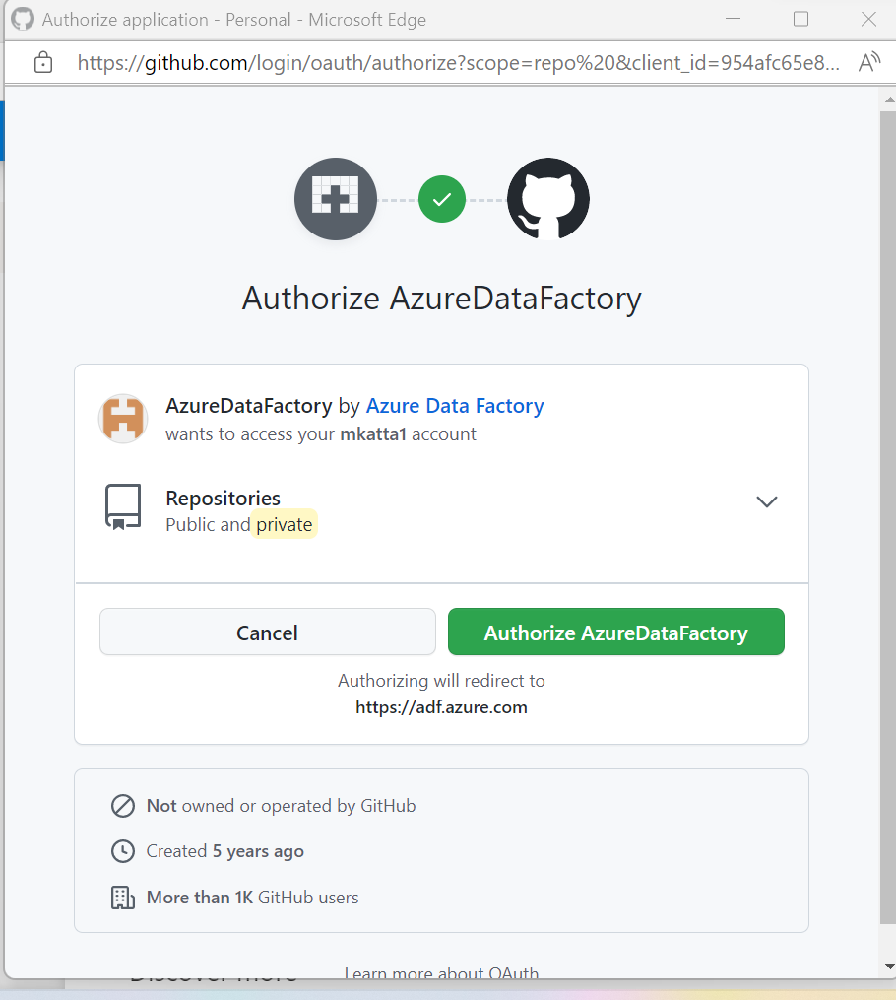 Authorize application - Personal - Microsoft Edge
https://github.com/login/oauth/authorize?scope=repo%20&client_id=954afc65e8...
Authorize AzureDataFactory
AzureDataFactory by Azure Data Factory
wants to access your mkatta1 account
Repositories
Public and private
Cancel
Authorize AzureDataFactory
Authorizing will redirect to
https://adf.azure.com
Not owned or operated by GitHub
Created 5 years ago
More than 1K GitHub users
Learn more about OAuth
Discover more